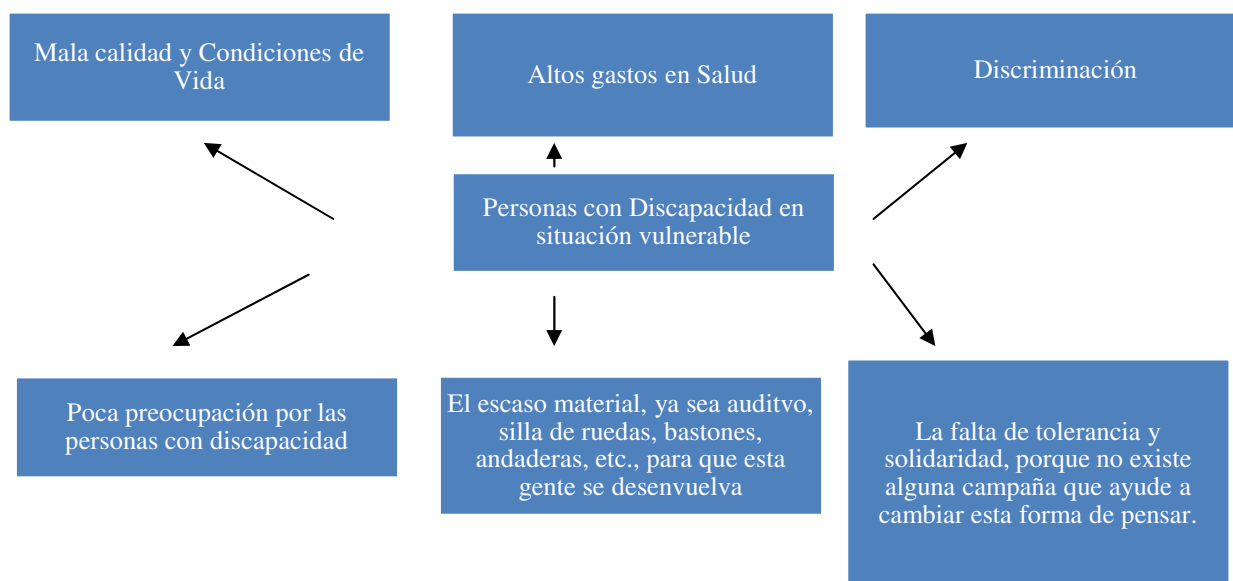 Mala calidad y Condiciones de
Vida
Altos gastos en Salud
Discriminación
Personas con Discapacidad en
situación vulnerable
Poca preocupación por las
personas con discapacidad
El escaso material, ya sea auditvo,
silla de ruedas, bastones,
andaderas, etc., para que esta
gente se desenvuelva
La falta de tolerancia y
solidaridad, porque no existe
alguna campaña que ayude a
cambiar esta forma de pensar.